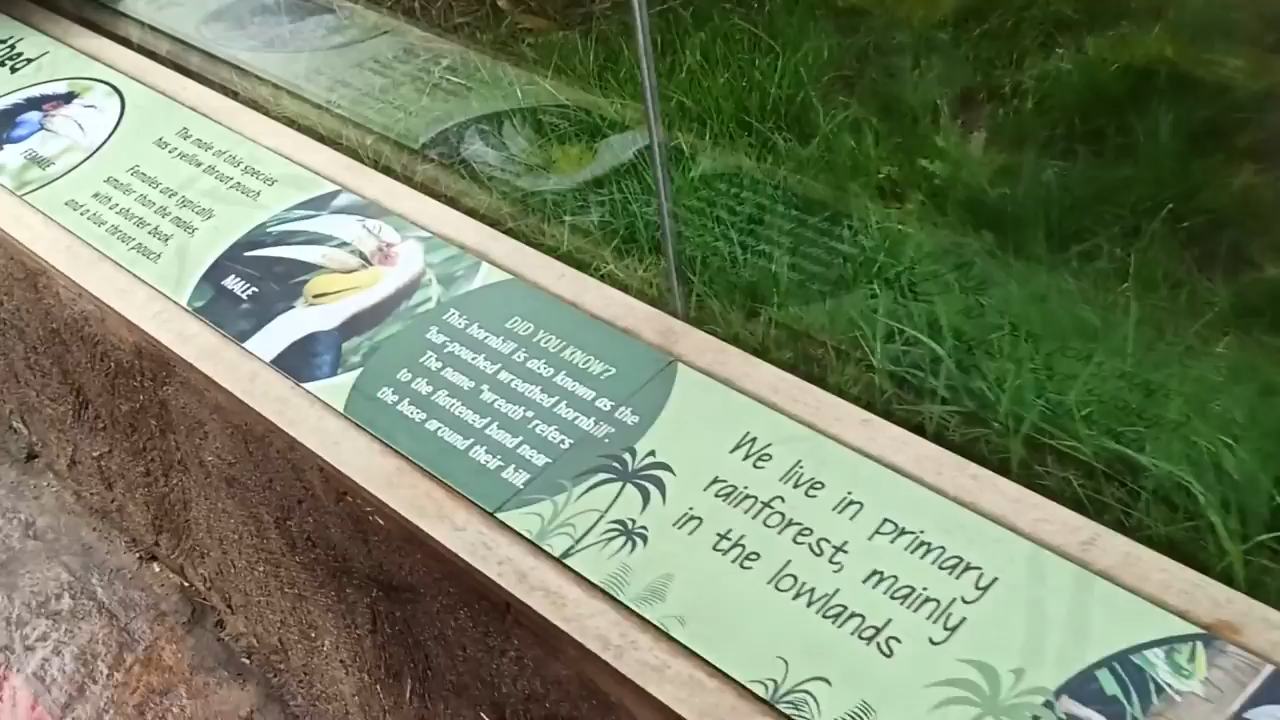 FEMALE
The male of this species
has a yellow throat pouch.
Females are typically
smaller than the males,
with a shorter beak,
and a blue throat pouch.
MALE
DID YOU KNOW?
This hornbill is also known as the
'bar-pouched wreathed hornbill'.
The name "wreath" refers
to the flattened band near
the base around their bill.
We live in primary
rainforest, mainly
in the lowlands